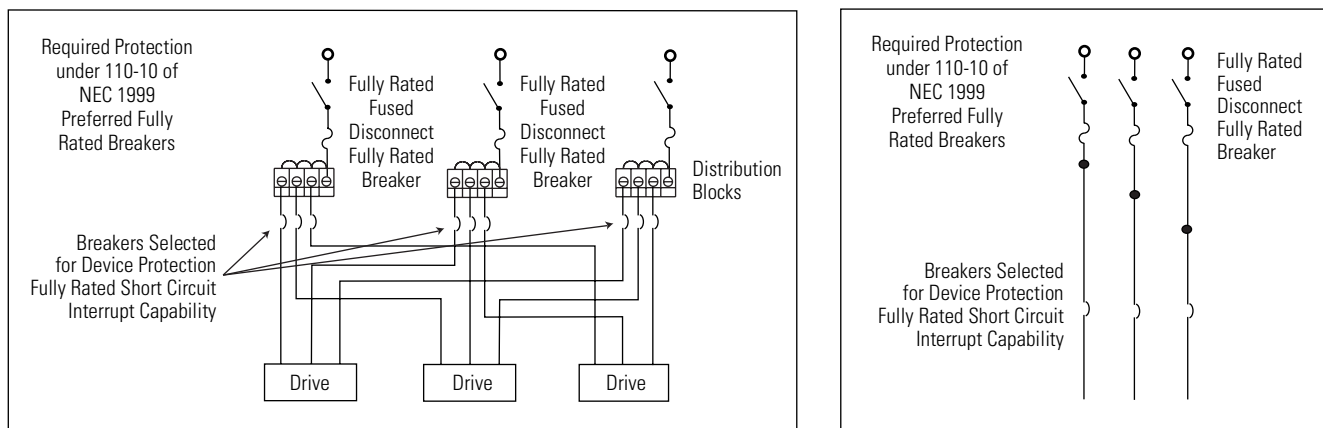 Required Protection
under 110-10 of
NEC 1999
Preferred Fully
Rated Breakers
Fully Rated
Fused
Disconnect
Fully Rated
Breaker
Fully Rated
Fused
Disconnect
Fully Rated
Breaker
Distribution
Blocks
Breakers Selected
for Device Protection
Fully Rated Short Circuit
Interrupt Capability
Drive
Drive
Drive
Required Protection
under 110-10 of
NEC 1999
Preferred Fully
Rated Breakers
Fully Rated
Fused
Disconnect
Fully Rated
Breaker
Breakers Selected
for Device Protection
Fully Rated Short Circuit
Interrupt Capability